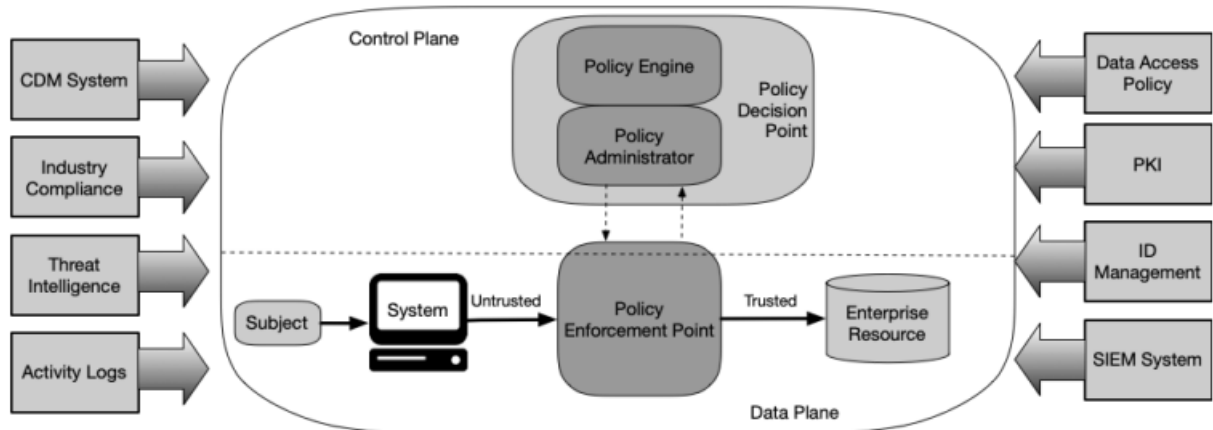 Control Plane
CDM System
Industry
Compliance
Threat
Intelligence
Activity Logs
Policy Engine
Policy
Administrator
Policy
Decision
Point
Subject
System
Untrusted
Policy
Enforcement Point
Trusted
Enterprise
Resource
Data Plane
Data Access
Policy
PKI
ID
Management
SIEM System